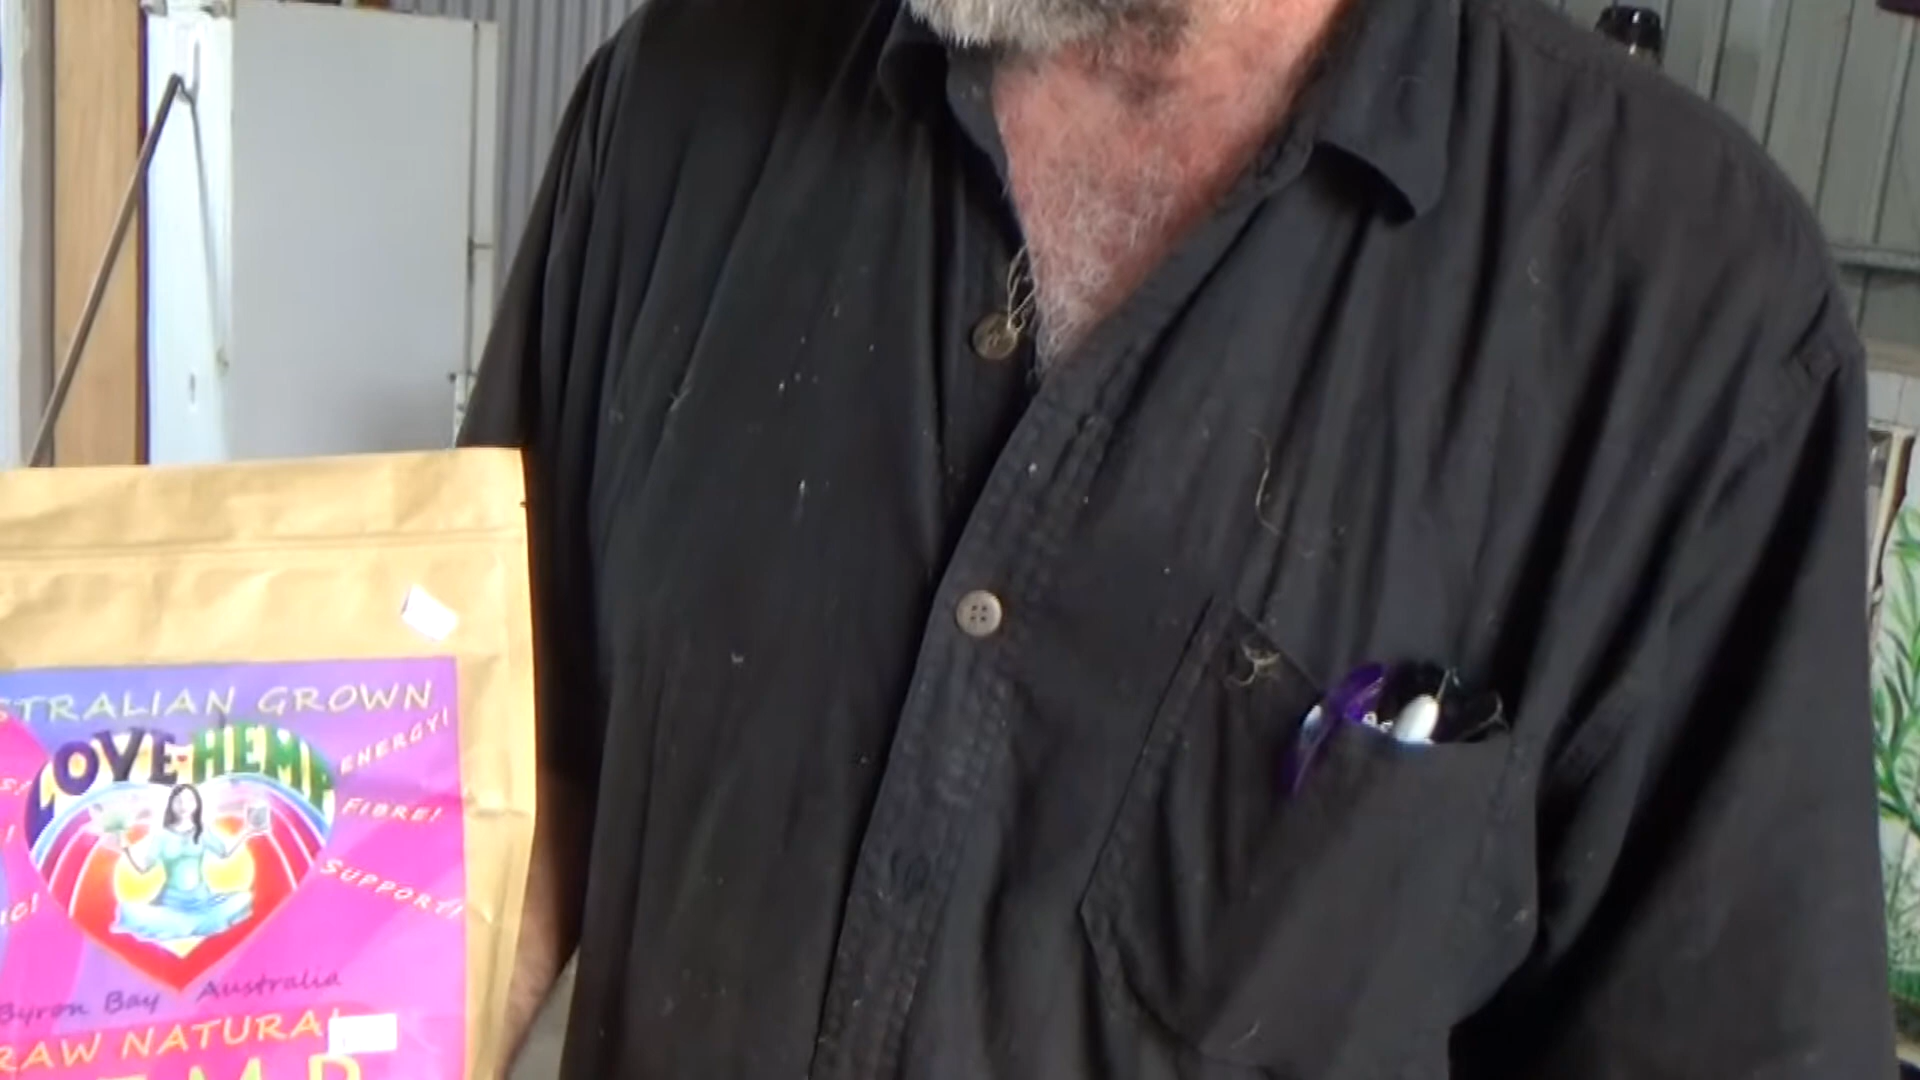 STRALIAN GROWN
LOVE-HEMP
ENERGY!
FIBRE!
SUPPORT!
Byron Bay Australia
RAW NATURAL